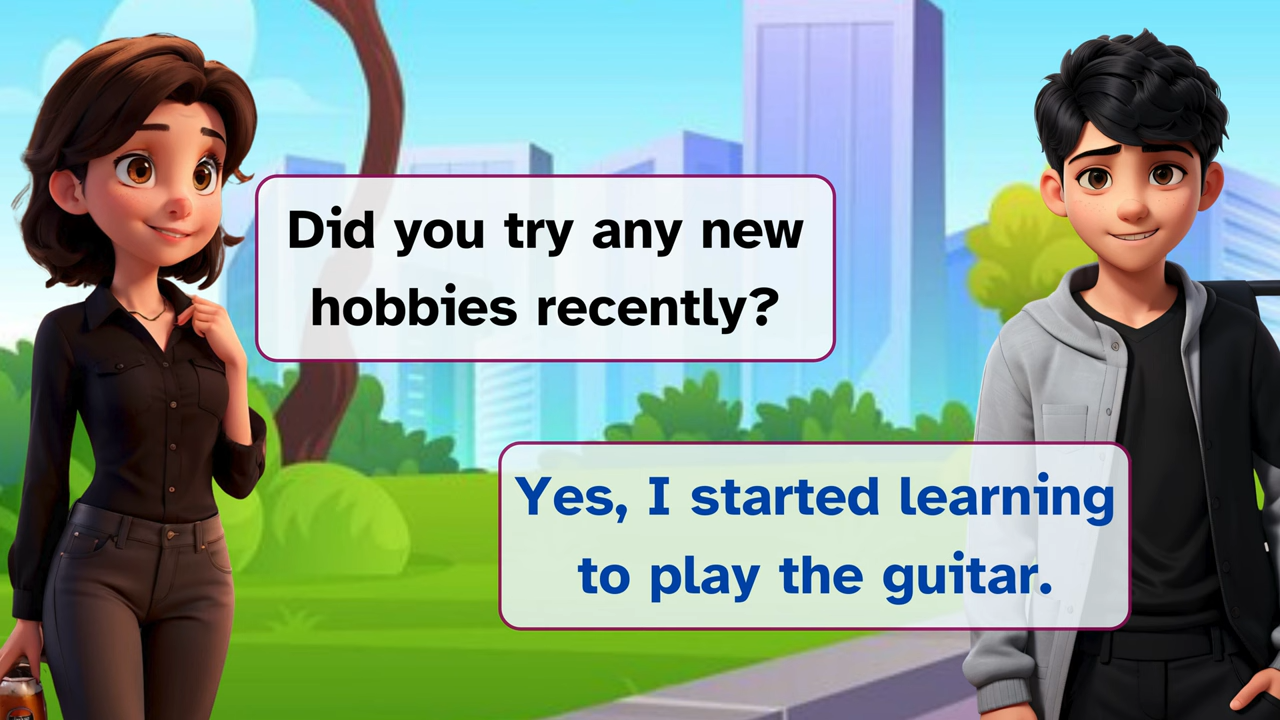 Did you try any new
hobbies recently?
Yes, I started learning
to play the guitar.